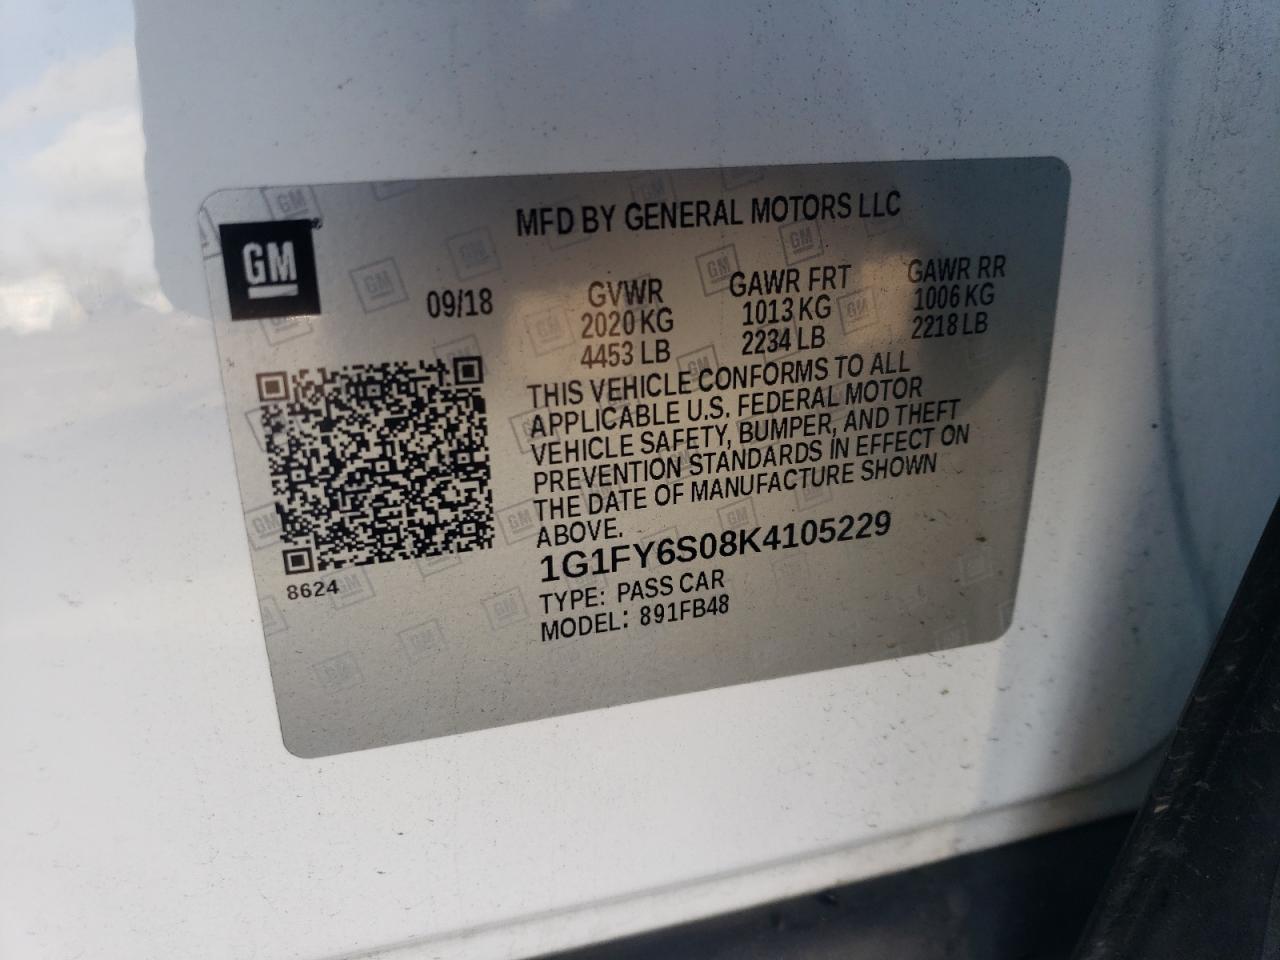 MFD BY GENERAL MOTORS LLC
GM
09/18
GVWR GAWR FRT GAWR RR
2020 KG 1013 KG 1006 KG
4453 LB 2234 LB 2218 LB
THIS VEHICLE CONFORMS TO ALL
APPLICABLE U.S. FEDERAL MOTOR
VEHICLE SAFETY, BUMPER, AND THEFT
PREVENTION STANDARDS IN EFFECT ON
THE DATE OF MANUFACTURE SHOWN
ABOVE.
1G1FY6S08K4105229
TYPE: PASS CAR
MODEL: 891FB48
8624